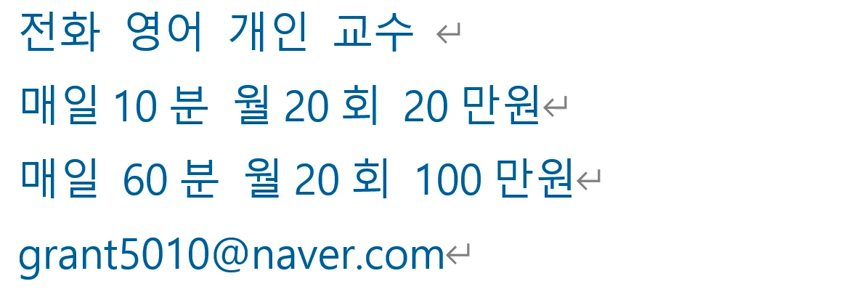 전화 영어 개인 교수
매일 10 분 월 20 회 20 만원
매일 60 분 월 20 회 100 만원
grant5010@naver.com